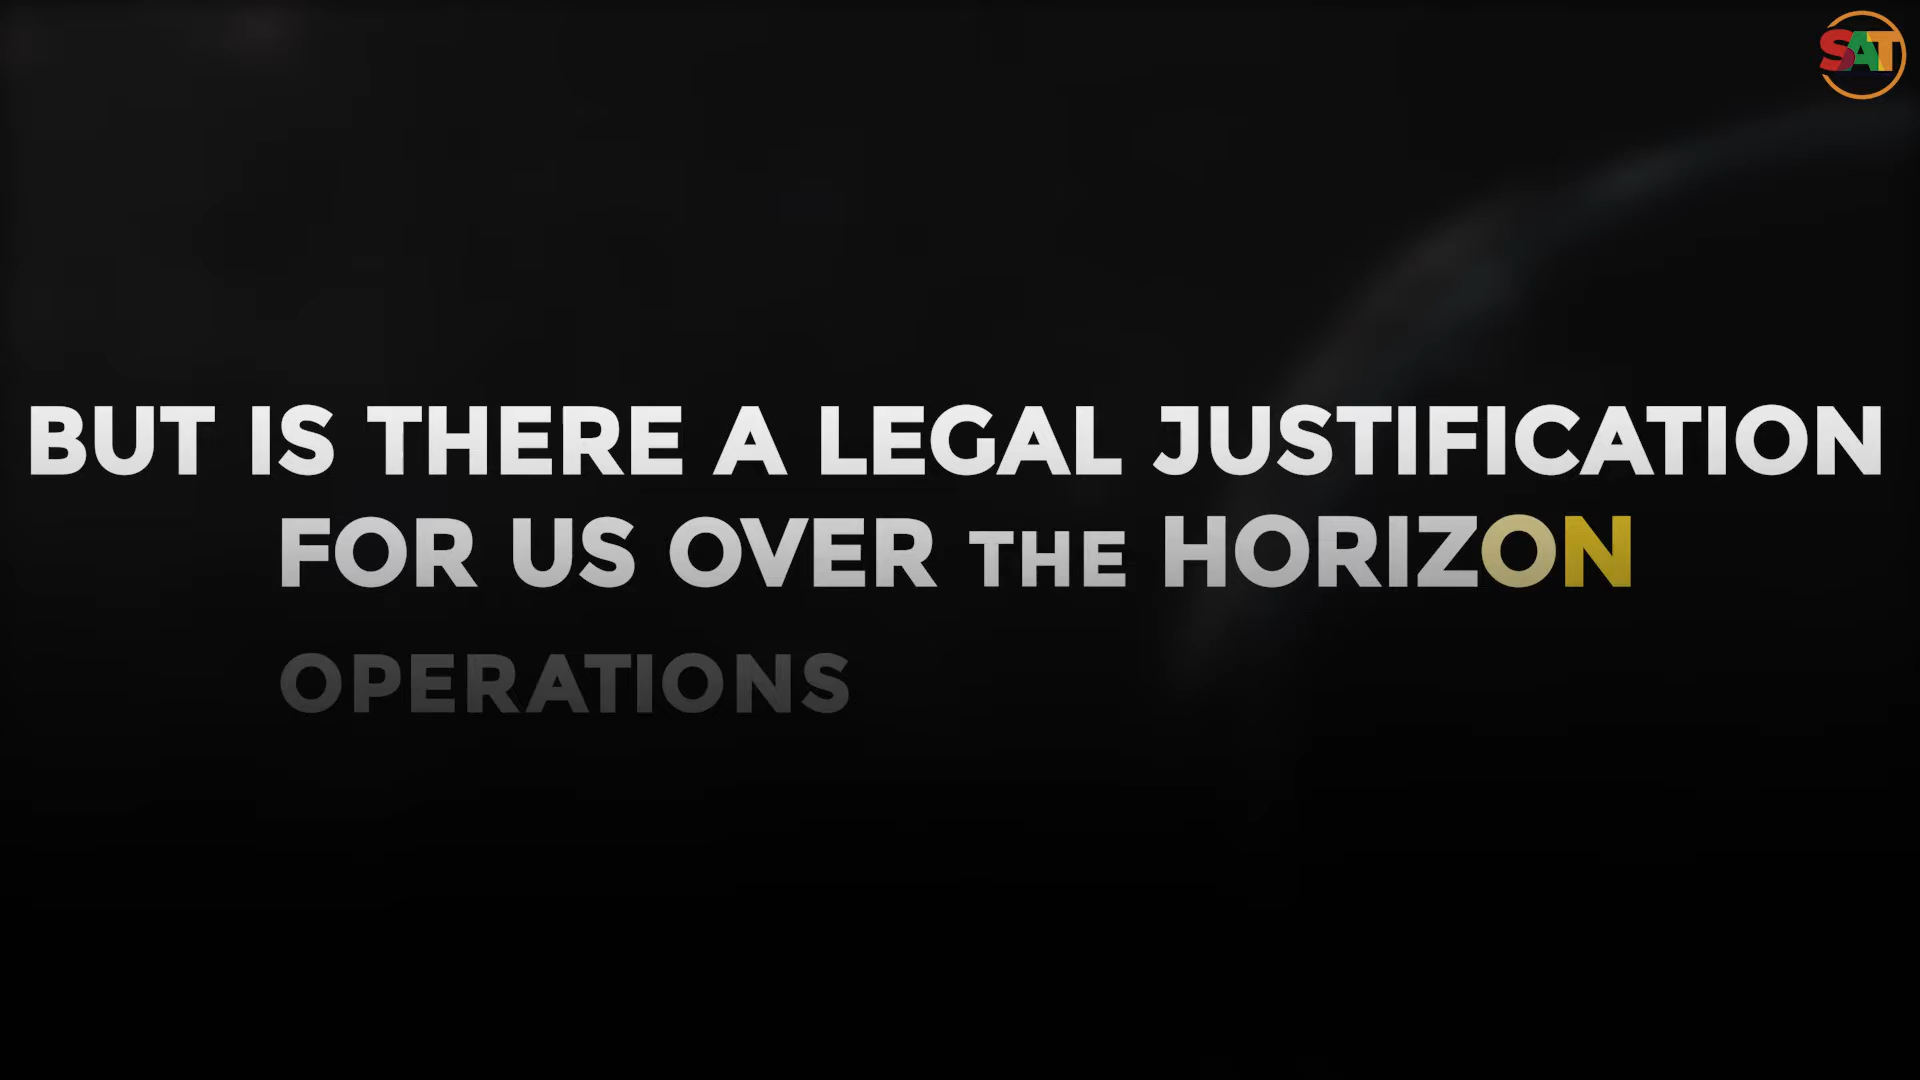 SAT
BUT IS THERE A LEGAL JUSTIFICATION
FOR US OVER THE HORIZON
OPERATIONS